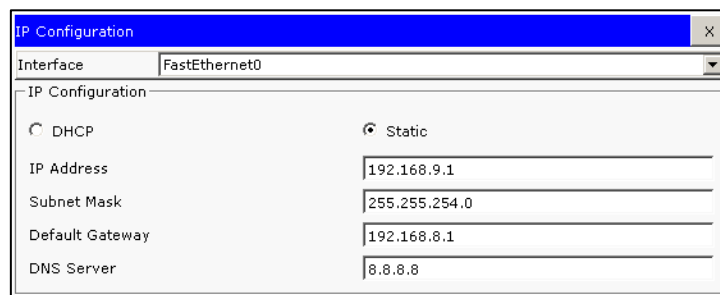 IP Configuration X
Interface FastEthernet0
IP Configuration
DHCP Static
IP Address 192.168.9.1
Subnet Mask 255.255.254.0
Default Gateway 192.168.8.1
DNS Server 8.8.8.8